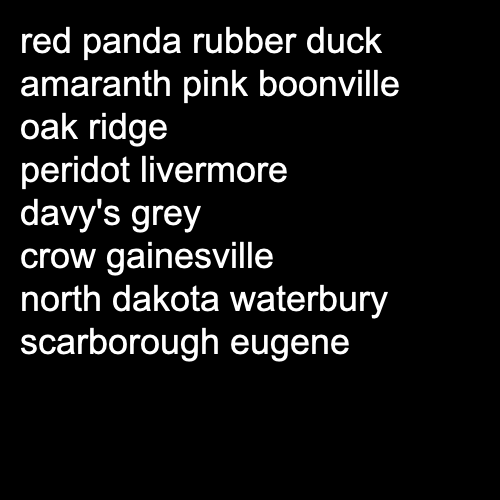 red panda rubber duck
amaranth pink boonville
oak ridge
peridot livermore
davy's grey
crow gainesville
north dakota waterbury
scarborough eugene